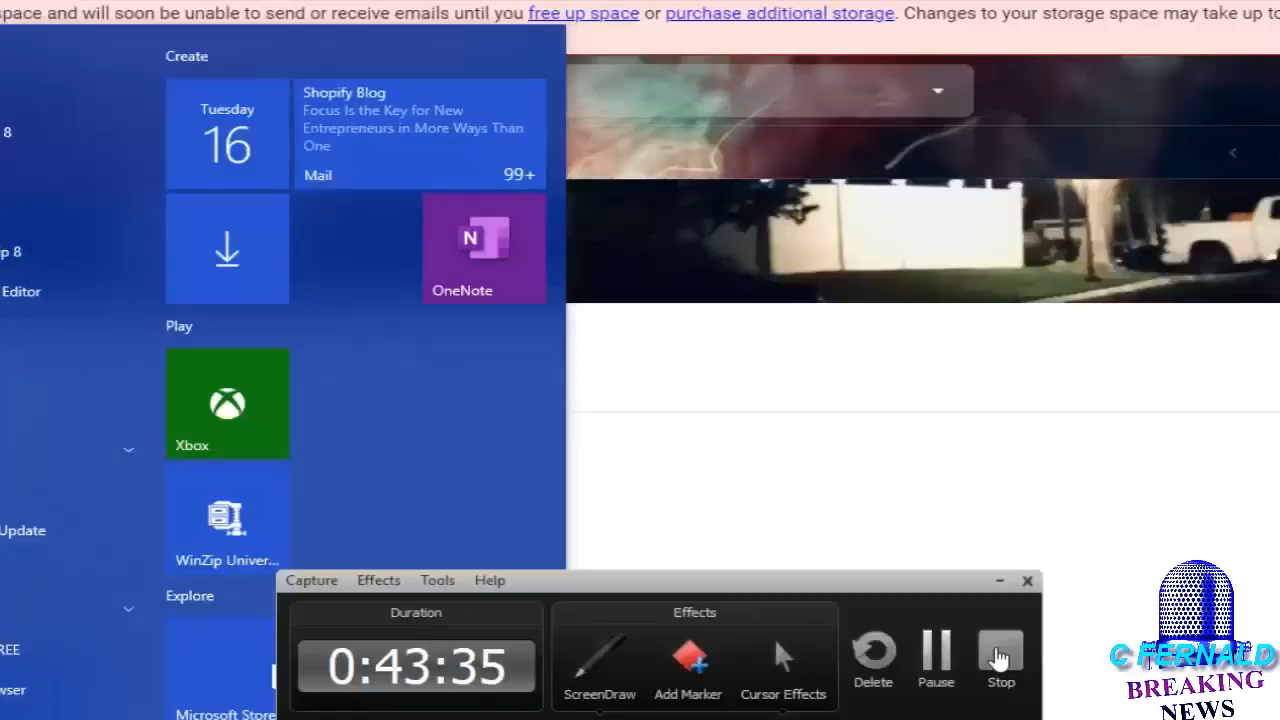 space and will soon be unable to send or receive emails until you free up space or purchase additional storage. Changes to your storage space may take up to
Create
8
Tuesday
16
Shopify Blog
Focus Is the Key for New
Entrepreneurs in More Ways Than
One
Mail 99+
p 8
Editor
OneNote
Play
Xbox
Update
WinZip Univer...
Explore
REE
wser
Microsoft Store
Capture Effects Tools Help
Duration
0:43:35
Effects
ScreenDraw
Add Marker
Cursor Effects
Delete
Pause
Stop
C FERNALD
BREAKING
NEWS